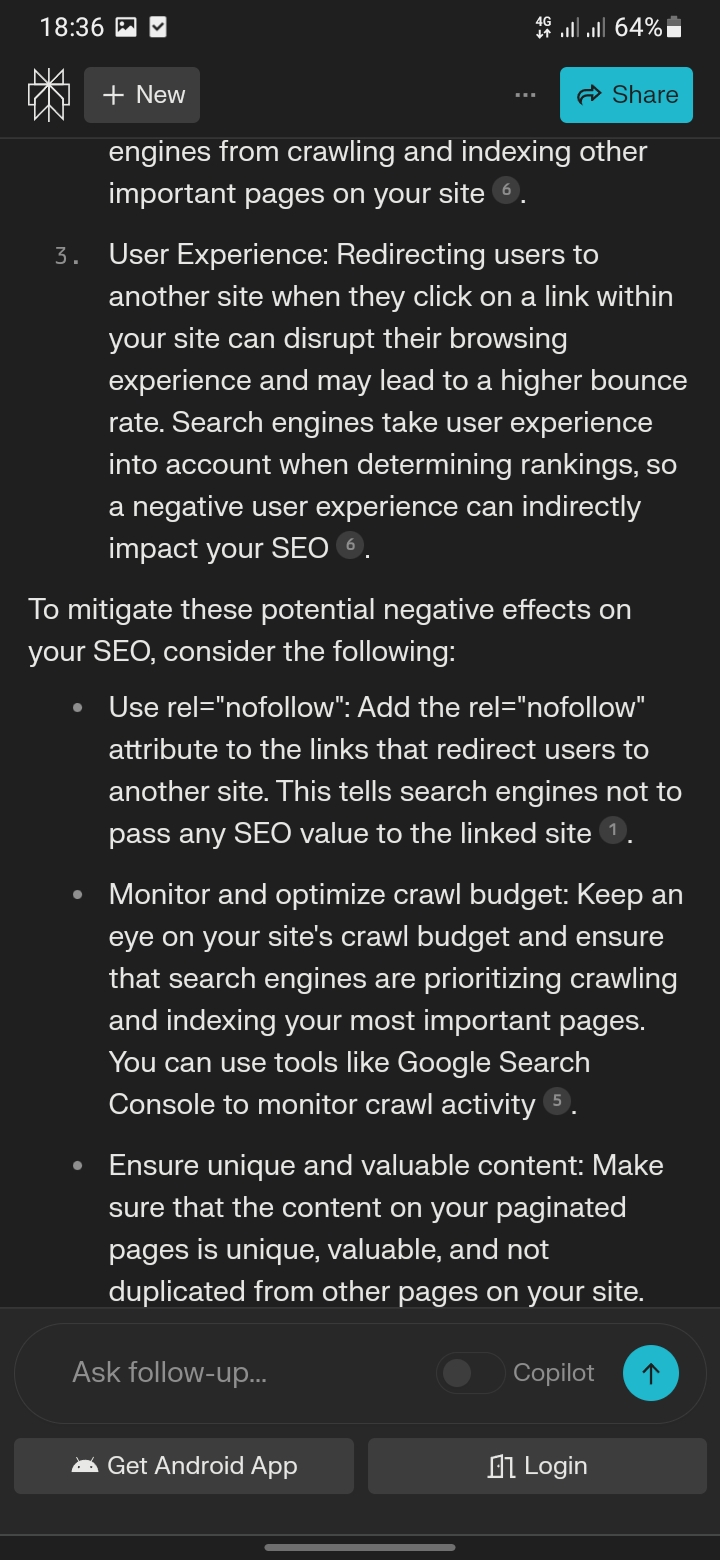 18:36 4G 64%
+ New ... Share
engines from crawling and indexing other
important pages on your site 6.
3. User Experience: Redirecting users to
another site when they click on a link within
your site can disrupt their browsing
experience and may lead to a higher bounce
rate. Search engines take user experience
into account when determining rankings, so
a negative user experience can indirectly
impact your SEO 6.
To mitigate these potential negative effects on
your SEO, consider the following:
• Use rel="nofollow": Add the rel="nofollow"
attribute to the links that redirect users to
another site. This tells search engines not to
pass any SEO value to the linked site 1.
• Monitor and optimize crawl budget: Keep an
eye on your site's crawl budget and ensure
that search engines are prioritizing crawling
and indexing your most important pages.
You can use tools like Google Search
Console to monitor crawl activity 5.
• Ensure unique and valuable content: Make
sure that the content on your paginated
pages is unique, valuable, and not
duplicated from other pages on your site.
Ask follow-up... Copilot
Get Android App Login